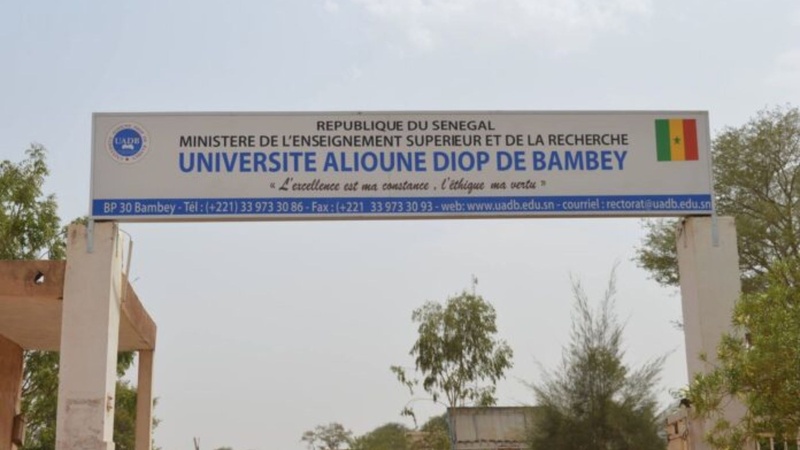 REPUBLIQUE DU SENEGAL
MINISTERE DE L'ENSEIGNEMENT SUPERIEUR ET DE LA RECHERCHE
UADB
UNIVERSITE ALIOUNE DIOP DE BAMBEY
« L'excellence est ma constance , l'éthique ma vertu »
BP 30 Bambey - Tél : (+221) 33 973 30 86 - Fax : (+221 33 973 30 93 - web: www.uadb.edu.sn - courriel : rectorat@uadb.edu.sn